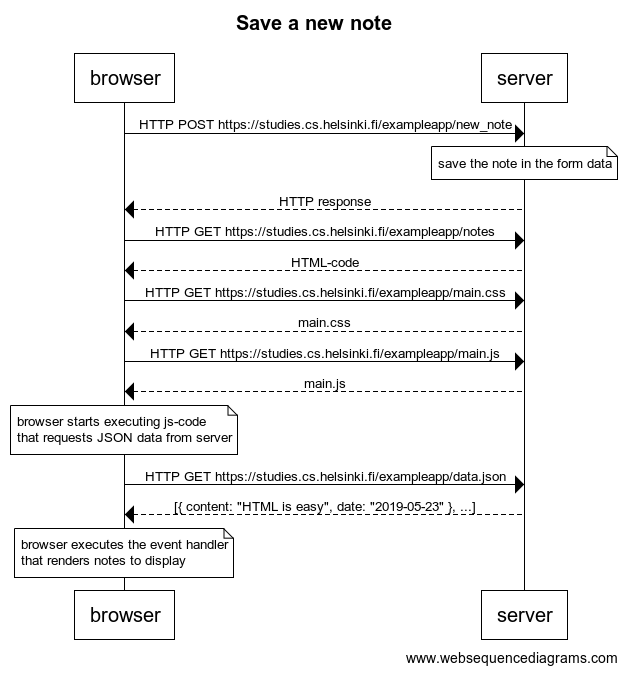 Save a new note
browser
server
HTTP POST https://studies.cs.helsinki.fi/exampleapp/new_note
save the note in the form data
HTTP response
HTTP GET https://studies.cs.helsinki.fi/exampleapp/notes
HTML-code
HTTP GET https://studies.cs.helsinki.fi/exampleapp/main.css
main.css
HTTP GET https://studies.cs.helsinki.fi/exampleapp/main.js
main.js
browser starts executing js-code
that requests JSON data from server
HTTP GET https://studies.cs.helsinki.fi/exampleapp/data.json
[{ content: "HTML is easy", date: "2019-05-23" }, ...]
browser executes the event handler
that renders notes to display
browser
server
www.websequencediagrams.com